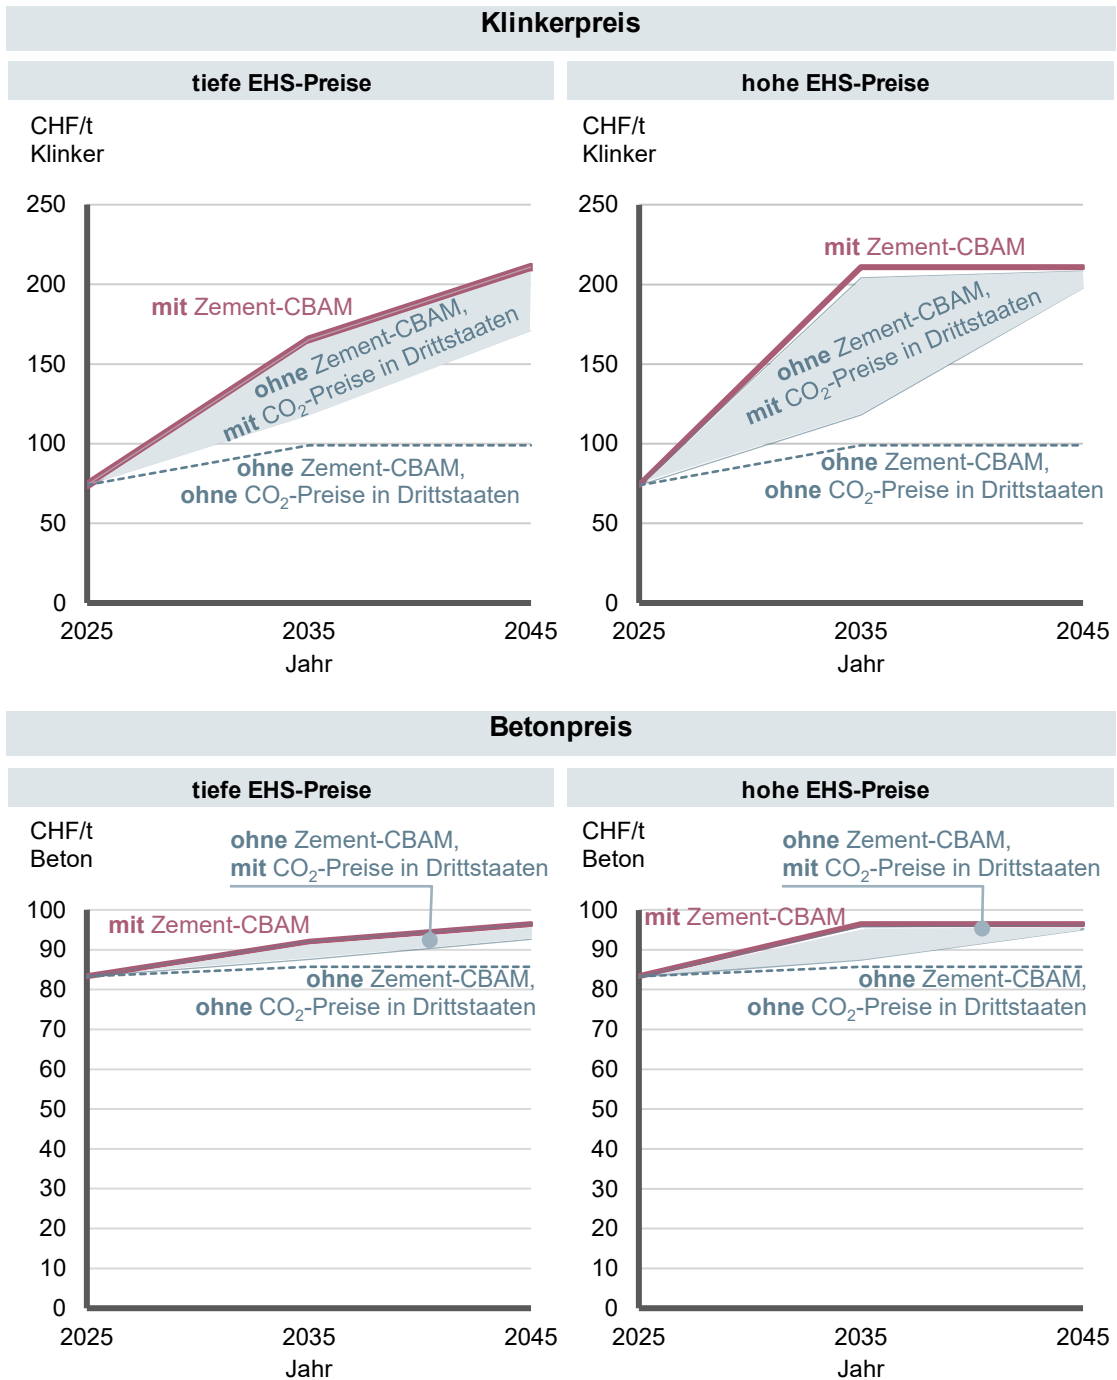 Klinkerpreis
tiefe EHS-Preise
hohe EHS-Preise
CHF/t
Klinker
250
200
150
100
50
0
mit Zement-CBAM
ohne Zement-CBAM,
mit CO₂-Preise in Drittstaaten
ohne Zement-CBAM,
ohne CO₂-Preise in Drittstaaten
2025
2035
2045
Jahr
CHF/t
Klinker
250
200
150
100
50
0
mit Zement-CBAM
ohne Zement-CBAM,
mit CO₂-Preise in Drittstaaten
ohne Zement-CBAM,
ohne CO₂-Preise in Drittstaaten
2025
2035
2045
Jahr
Betonpreis
tiefe EHS-Preise
hohe EHS-Preise
CHF/t
Beton
ohne Zement-CBAM,
mit CO₂-Preise in Drittstaaten
100
90
80
70
60
50
40
30
20
10
0
mit Zement-CBAM
ohne Zement-CBAM,
ohne CO₂-Preise in Drittstaaten
2025
2035
2045
Jahr
CHF/t
Beton
ohne Zement-CBAM,
mit CO₂-Preise in Drittstaaten
100
90
80
70
60
50
40
30
20
10
0
mit Zement-CBAM
ohne Zement-CBAM,
ohne CO₂-Preise in Drittstaaten
2025
2035
2045
Jahr